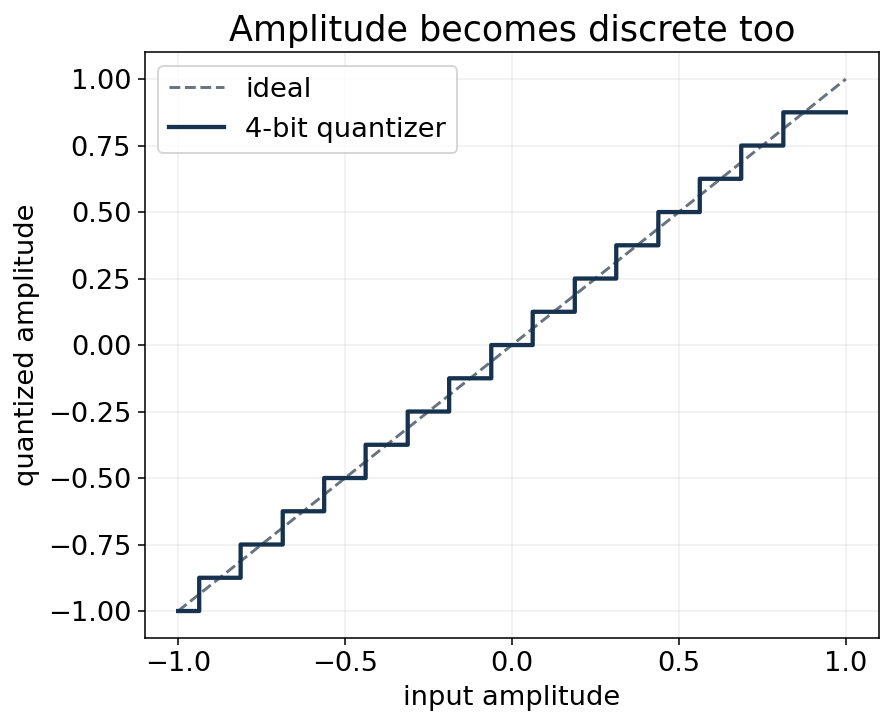 Amplitude becomes discrete too
ideal
4-bit quantizer
1.00
0.75
0.50
0.25
0.00
−0.25
−0.50
−0.75
−1.00
quantized amplitude
−1.0
−0.5
0.0
0.5
1.0
input amplitude